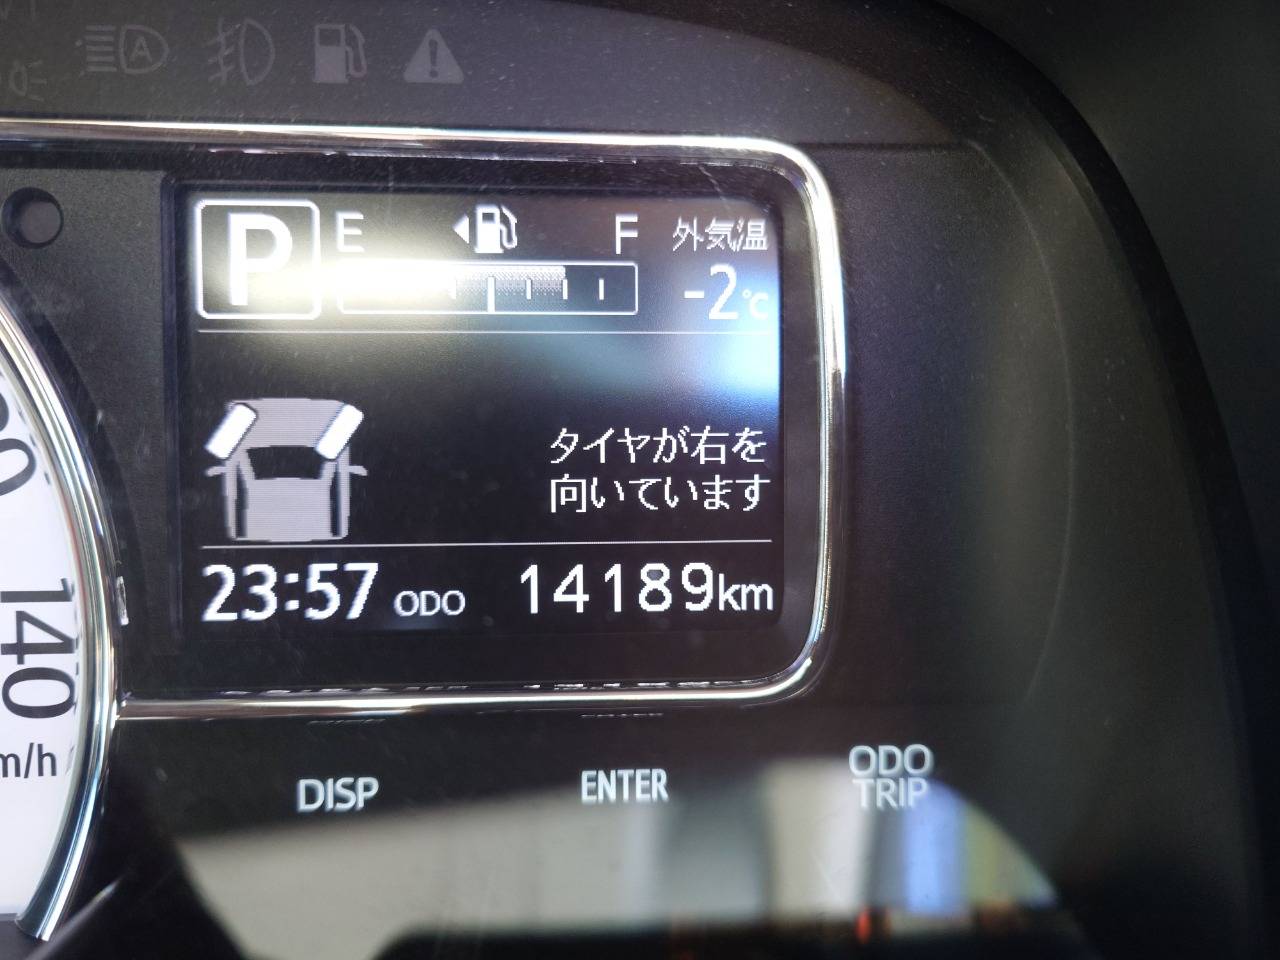 P
E
F
外気温
-2℃
タイヤが右を
向いています
23:57 ODO 14189km
140
DISP
ENTER
ODO
TRIP